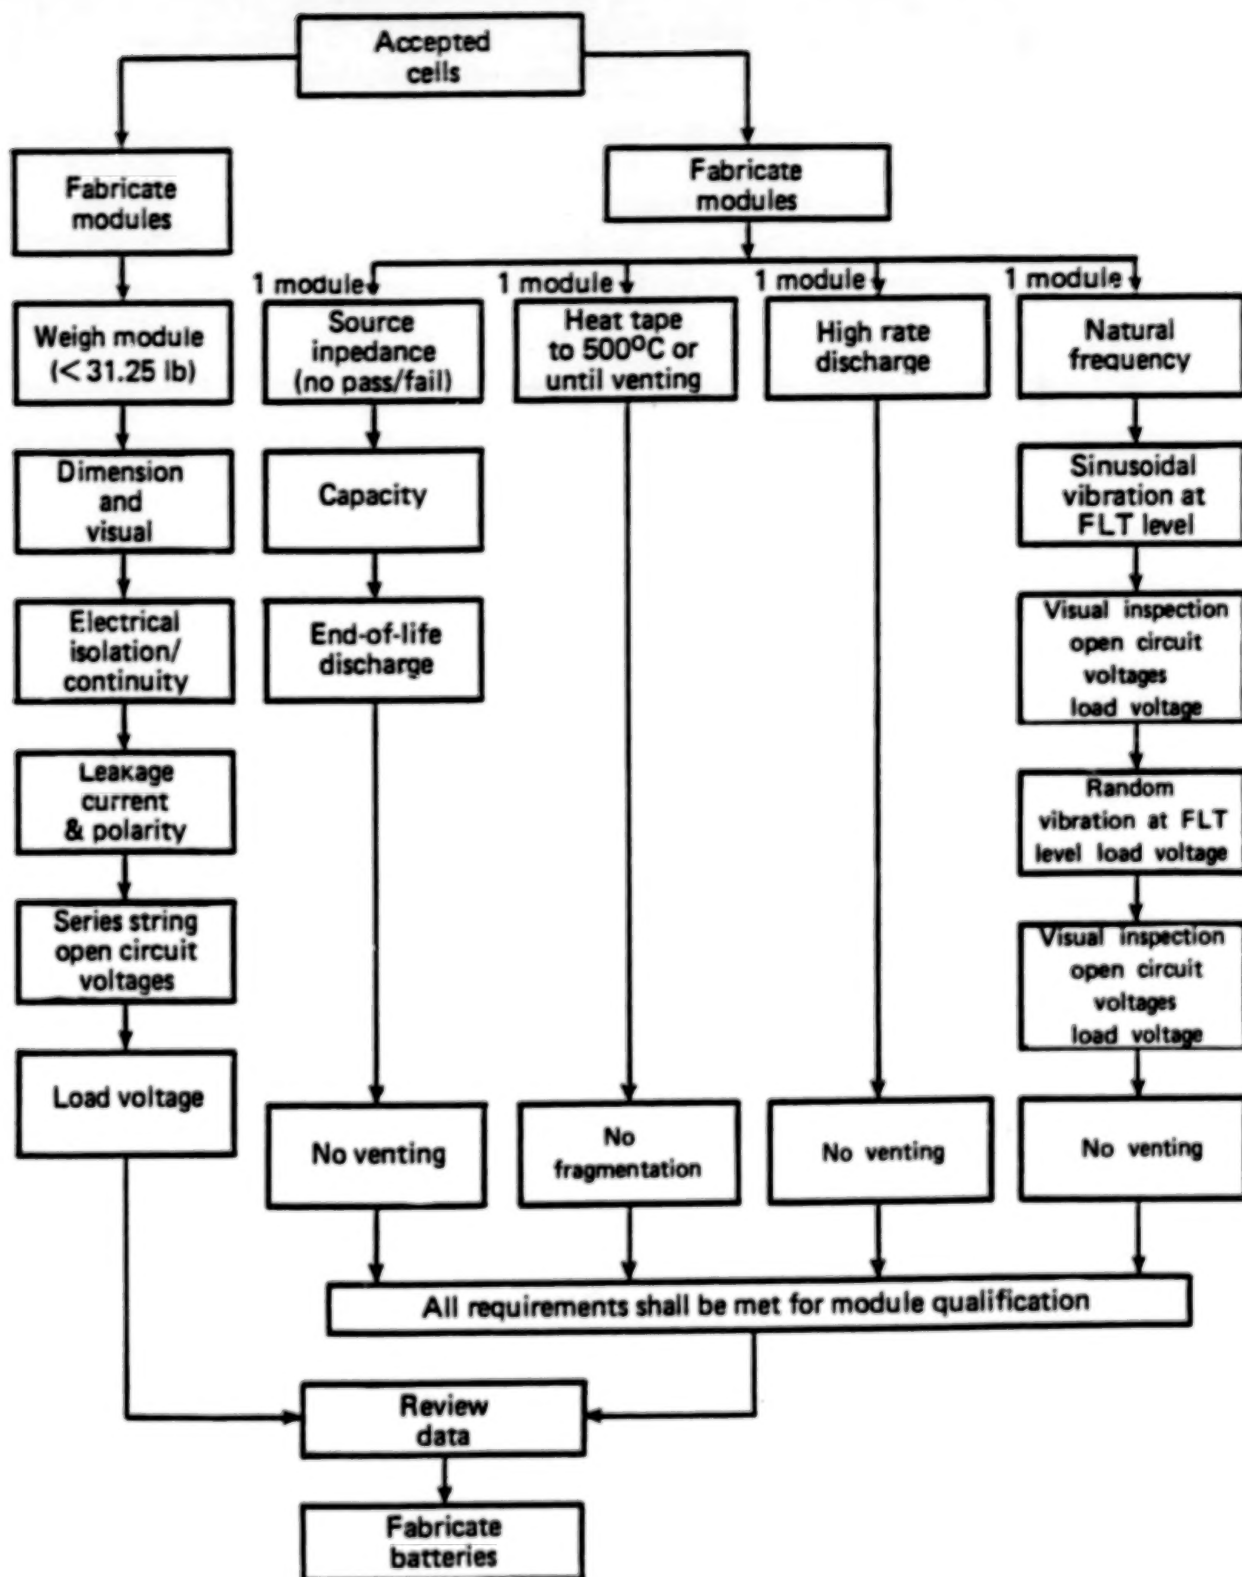 Accepted
cells
Fabricate
modules
Fabricate
modules
1 module
1 module
1 module
1 module
Weigh module
(< 31.25 lb)
Source
inpedance
(no pass/fail)
Heat tape
to 500°C or
until venting
High rate
discharge
Natural
frequency
Dimension
and
visual
Capacity
Sinusoidal
vibration at
FLT level
Electrical
isolation/
continuity
End-of-life
discharge
Visual inspection
open circuit
voltages
load voltage
Leakage
current
& polarity
Random
vibration at FLT
level load voltage
Series string
open circuit
voltages
Visual inspection
open circuit
voltages
load voltage
Load voltage
No venting
No
fragmentation
No venting
No venting
All requirements shall be met for module qualification
Review
data
Fabricate
batteries